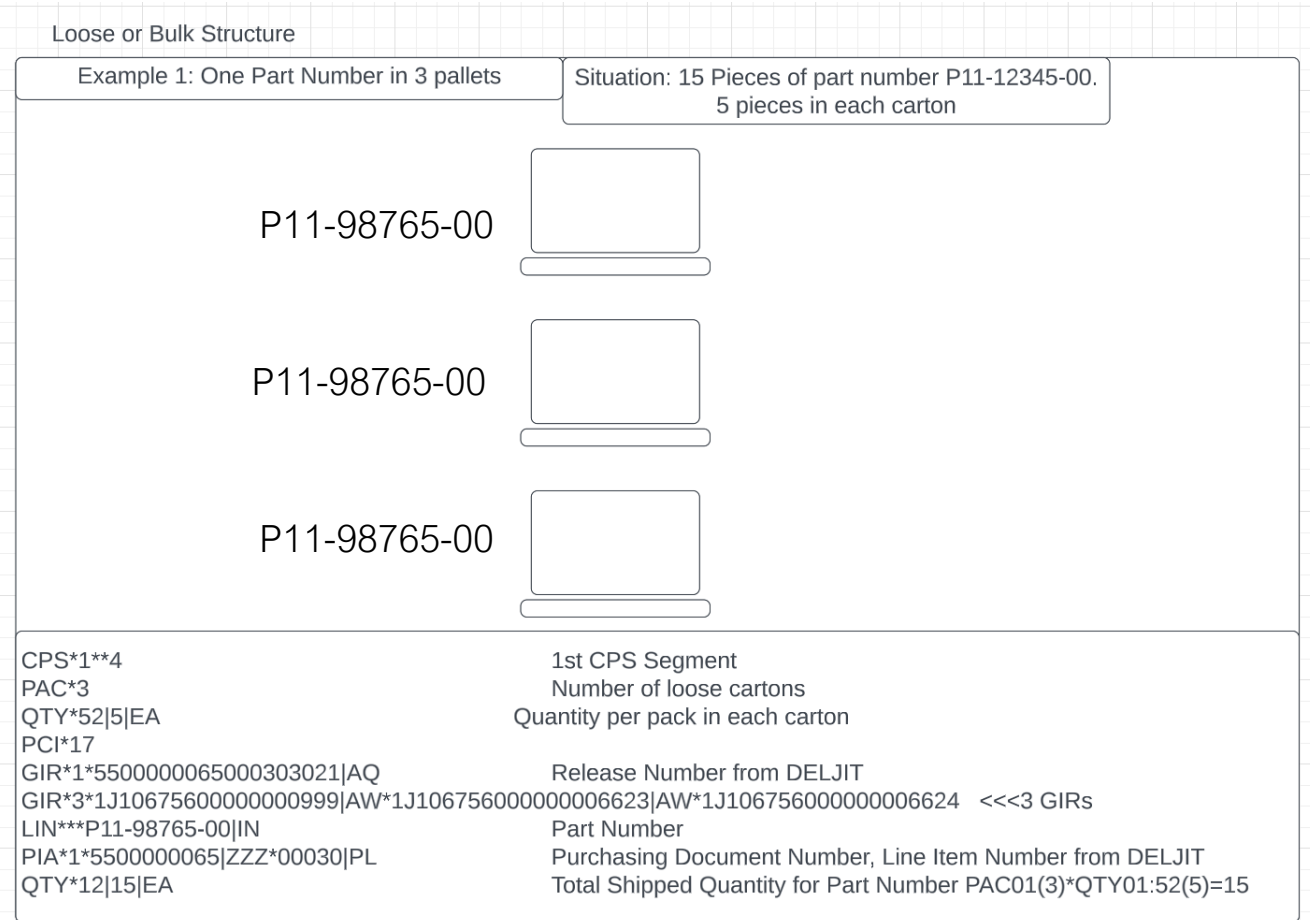 Loose or Bulk Structure
Example 1: One Part Number in 3 pallets
Situation: 15 Pieces of part number P11-12345-00.
5 pieces in each carton
P11-98765-00
P11-98765-00
P11-98765-00
CPS*1**4 1st CPS Segment
PAC*3 Number of loose cartons
QTY*52|5|EA Quantity per pack in each carton
PCI*17
GIR*1*5500000065000303021|AQ Release Number from DELJIT
GIR*3*1J10675600000000999|AW*1J106756000000006623|AW*1J106756000000006624 <<<3 GIRs
LIN***P11-98765-00|IN Part Number
PIA*1*5500000065|ZZZ*00030|PL Purchasing Document Number, Line Item Number from DELJIT
QTY*12|15|EA Total Shipped Quantity for Part Number PAC01(3)*QTY01:52(5)=15